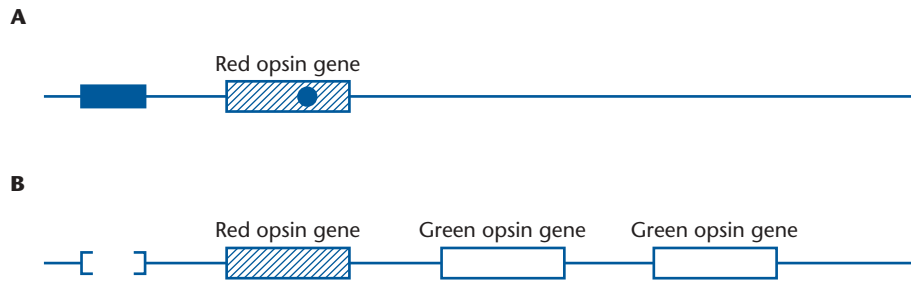 A
Red opsin gene
B
Red opsin gene Green opsin gene Green opsin gene